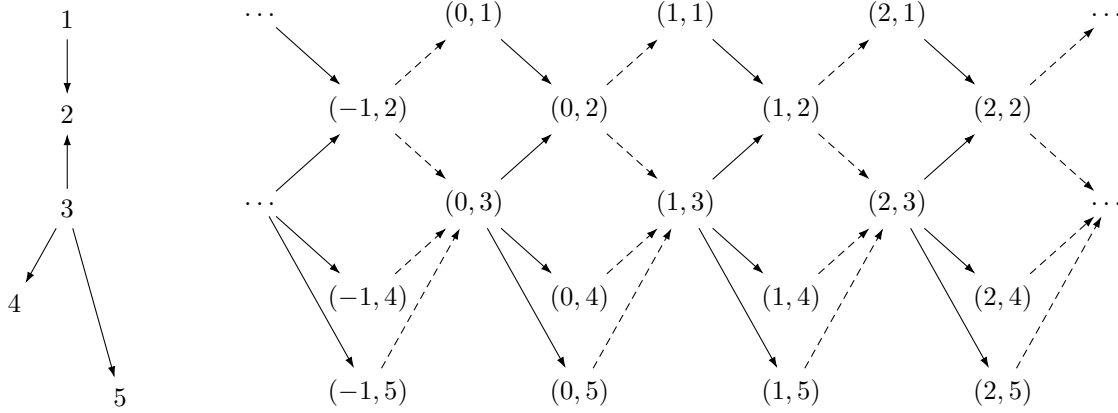 1
2
3
4
5
⋯ (0, 1) (1, 1) (2, 1) ⋯
(−1, 2) (0, 2) (1, 2) (2, 2)
⋯ (0, 3) (1, 3) (2, 3) ⋯
(−1, 4) (0, 4) (1, 4) (2, 4)
(−1, 5) (0, 5) (1, 5) (2, 5)